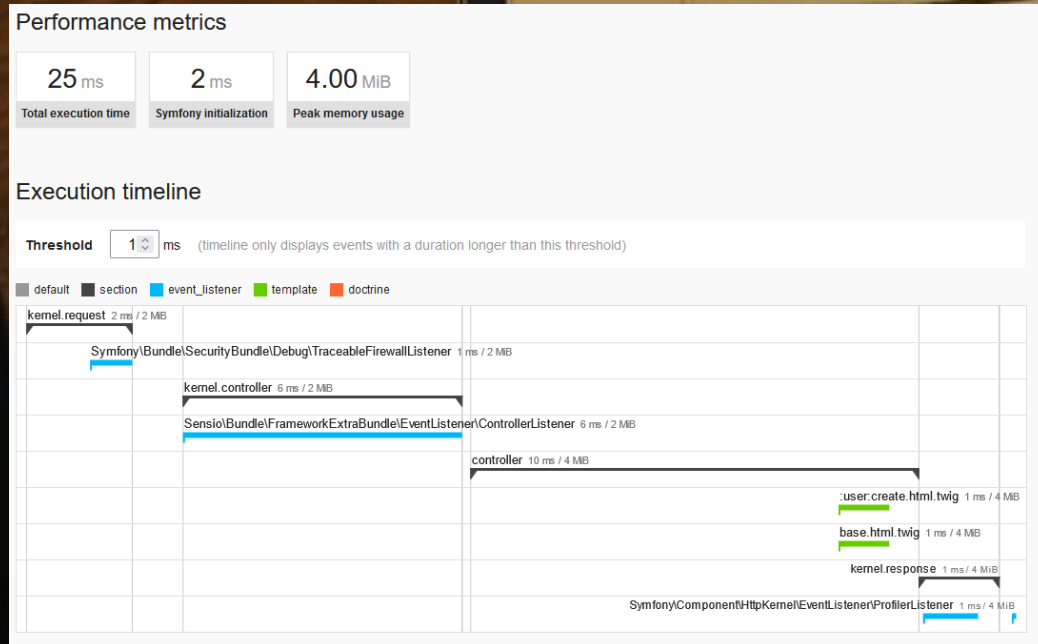 Performance metrics
25 ms
2 ms
4.00 MiB
Total execution time
Symfony initialization
Peak memory usage
Execution timeline
Threshold 1 ms (timeline only displays events with a duration longer than this threshold)
default section event_listener template doctrine
kernel.request 2 ms / 2 MiB
Symfony\Bundle\SecurityBundle\Debug\TraceableFirewallListener 1 ms / 2 MiB
kernel.controller 6 ms / 2 MiB
Sensio\Bundle\FrameworkExtraBundle\EventListener\ControllerListener 6 ms / 2 MiB
controller 10 ms / 4 MiB
:user:create.html.twig 1 ms / 4 MiB
base.html.twig 1 ms / 4 MiB
kernel.response 1 ms / 4 MiB
Symfony\Component\HttpKernel\EventListener\ProfilerListener 1 ms / 4 MiB